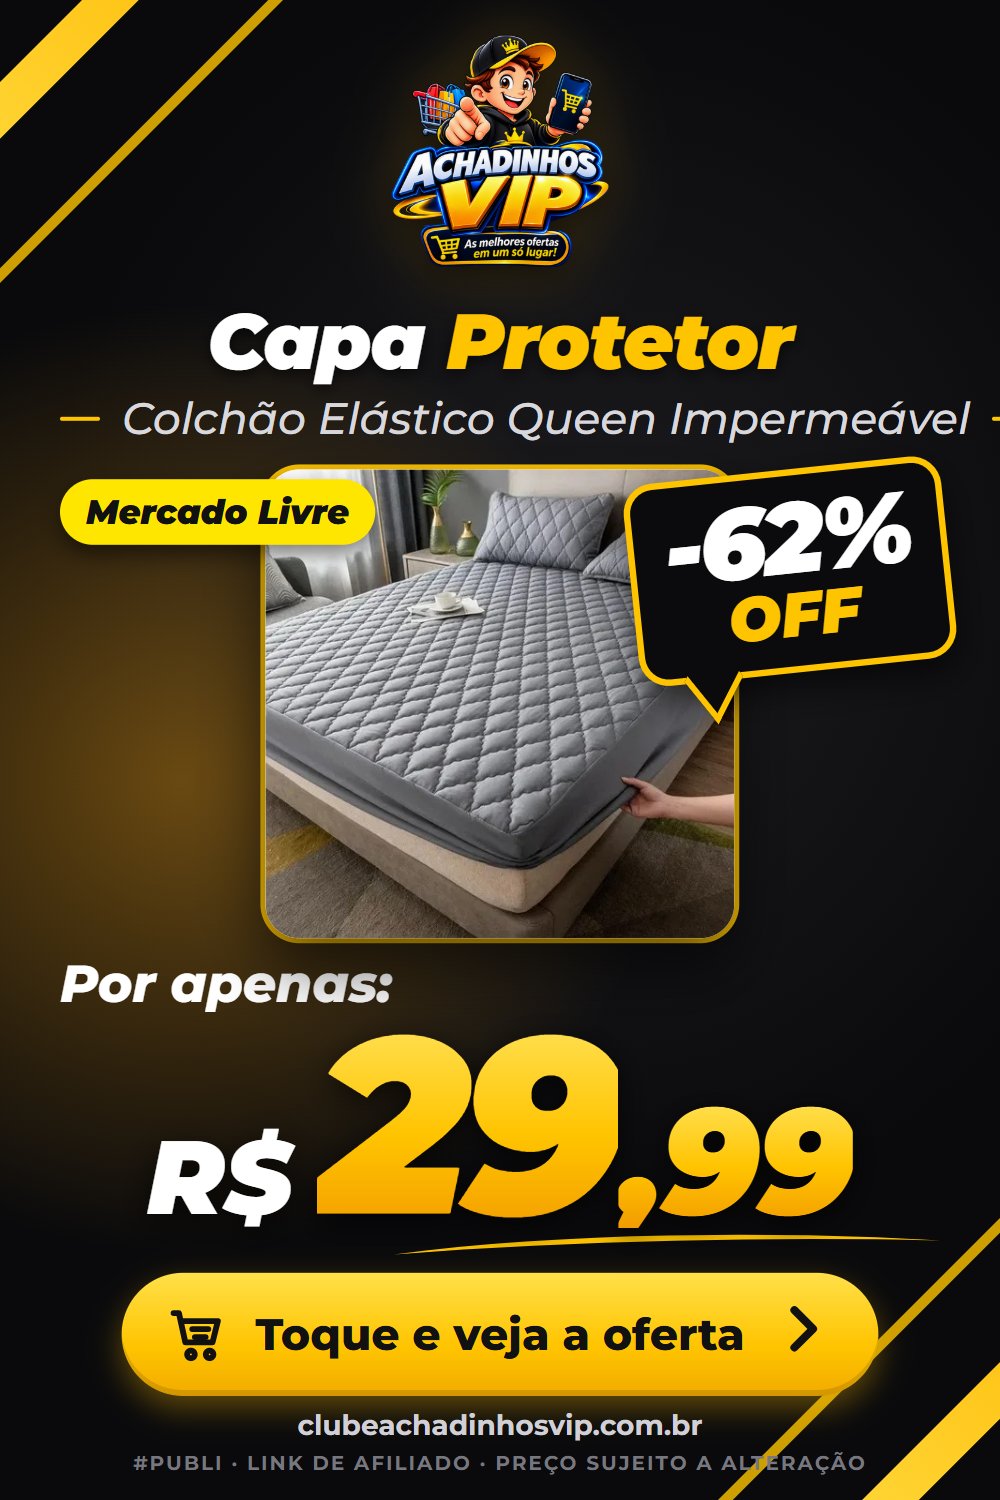 ACHADINHOS
VIP
As melhores ofertas
em um só lugar!
Capa Protetor
Colchão Elástico Queen Impermeável
Mercado Livre
-62%
OFF
Por apenas:
R$ 29,99
Toque e veja a oferta
clubeachadinhosvip.com.br
#PUBLI · LINK DE AFILIADO · PREÇO SUJEITO A ALTERAÇÃO